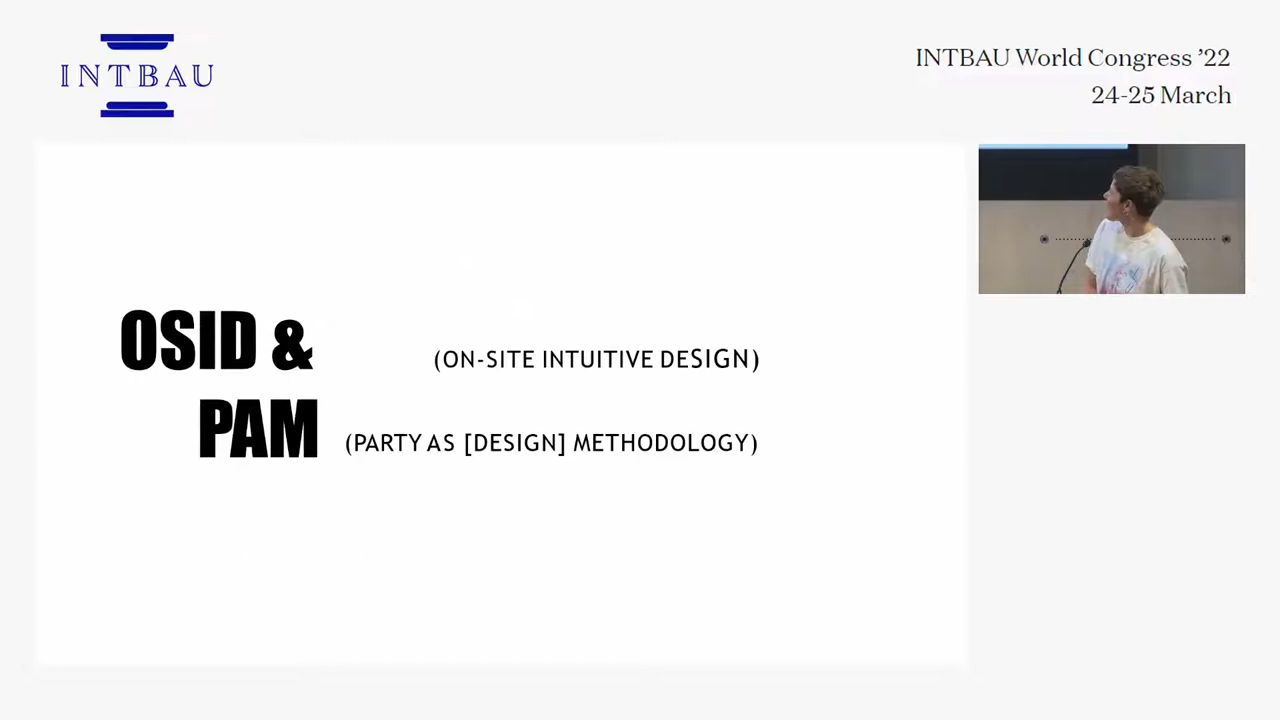 INTBAU
INTBAU World Congress ’22
24-25 March
OSID & (ON-SITE INTUITIVE DESIGN)
PAM (PARTY AS [DESIGN] METHODOLOGY)